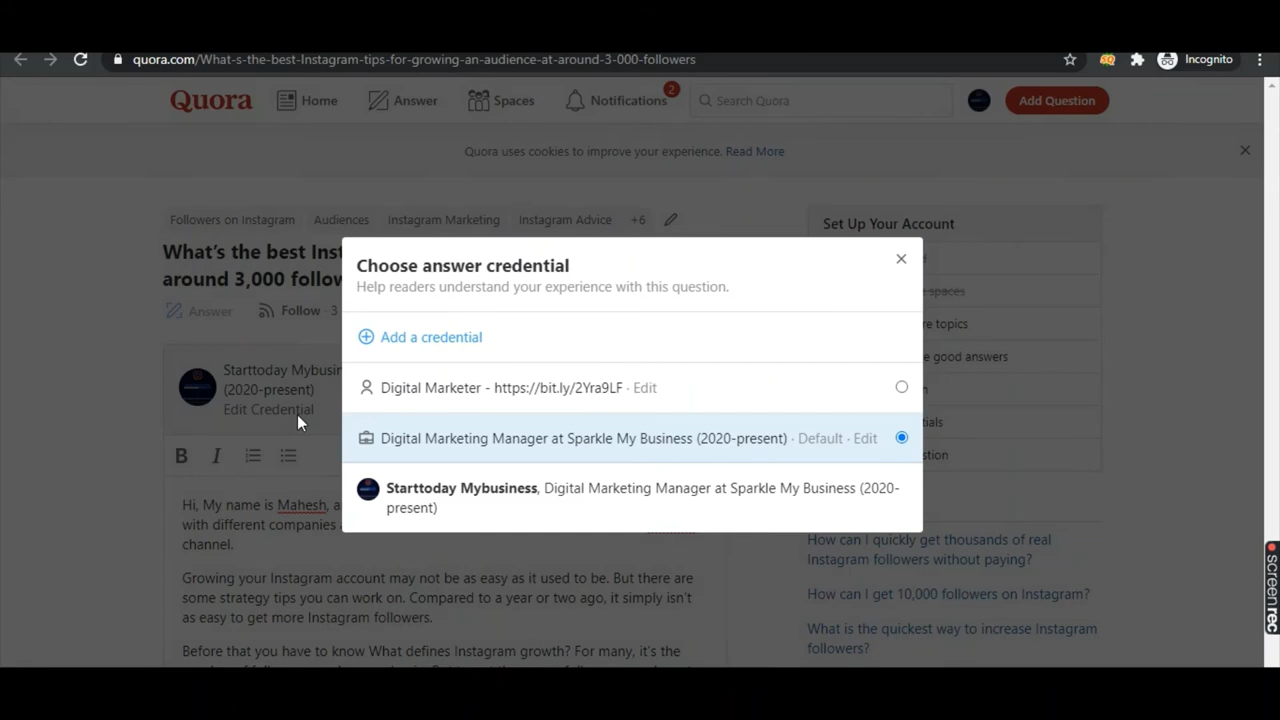 quora.com/What-s-the-best-Instagram-tips-for-growing-an-audience-at-around-3-000-followers
Incognito
Quora
Home
Answer
Spaces
Notifications
2
Search Quora
Add Question
Quora uses cookies to improve your experience. Read More
Followers on Instagram
Audiences
Instagram Marketing
Instagram Advice
+6
Set Up Your Account
What's the best Inst
around 3,000 follow
Answer
Follow · 3
spaces
re topics
e good answers
n
tials
stion
Starttoday Mybusin
(2020-present)
Edit Credential
Choose answer credential
Help readers understand your experience with this question.
Add a credential
Digital Marketer - https://bit.ly/2Yra9LF · Edit
Digital Marketing Manager at Sparkle My Business (2020-present) · Default · Edit
Starttoday Mybusiness, Digital Marketing Manager at Sparkle My Business (2020-
present)
B I
Hi, My name is Mahesh, a
with different companies a
channel.
Growing your Instagram account may not be as easy as it used to be. But there are
some strategy tips you can work on. Compared to a year or two ago, it simply isn't
as easy to get more Instagram followers.
Before that you have to know What defines Instagram growth? For many, it's the
How can I quickly get thousands of real
Instagram followers without paying?
How can I get 10,000 followers on Instagram?
What is the quickest way to increase Instagram
followers?
screenrec